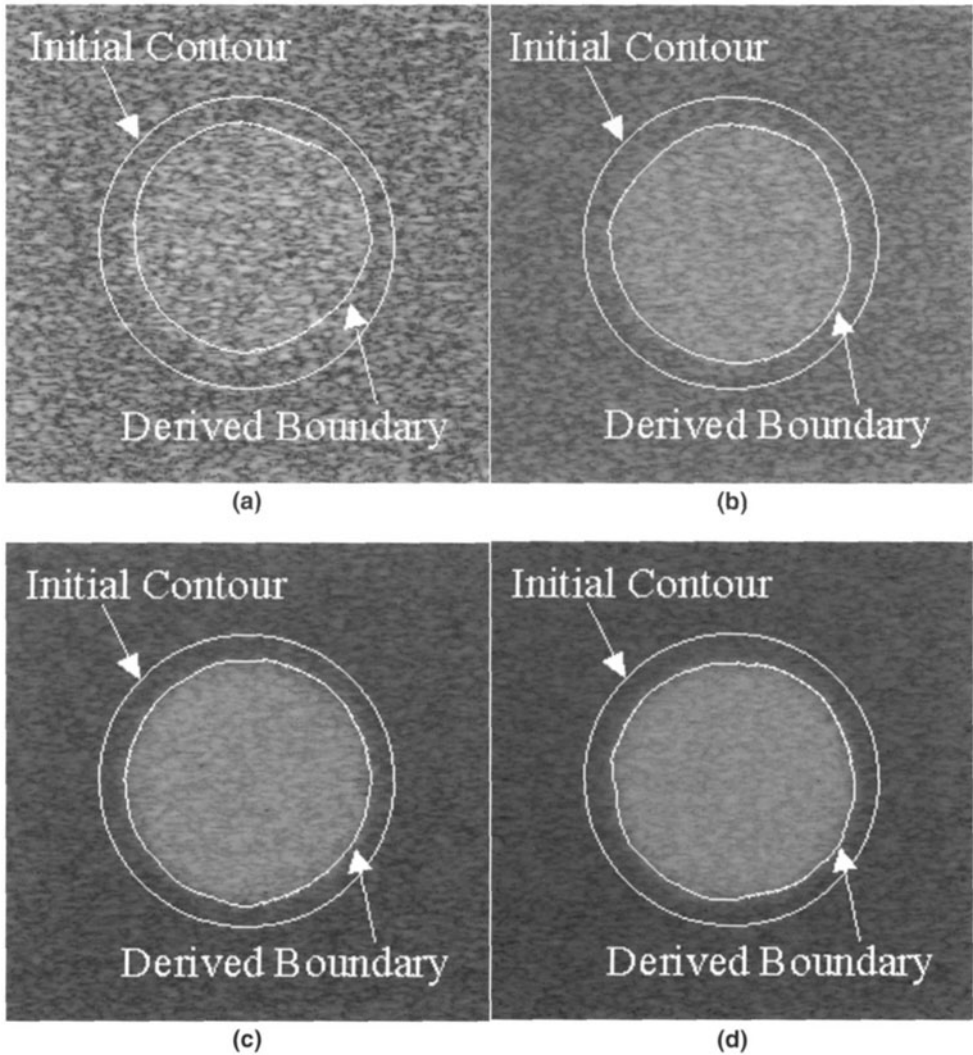 Initial Contour
Derived Boundary
(a)
Initial Contour
Derived Boundary
(b)
Initial Contour
Derived Boundary
(c)
Initial Contour
Derived Boundary
(d)